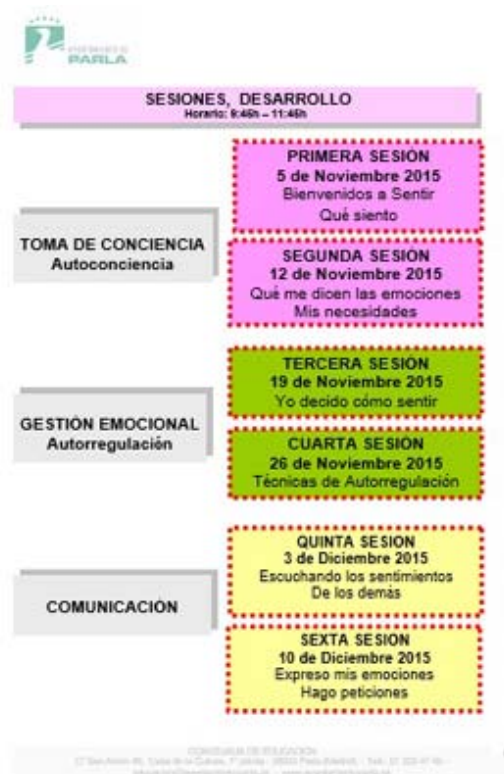 PARLA
SESIONES, DESARROLLO
Horario: 9:45h – 11:45h
TOMA DE CONCIENCIA
Autoconciencia
PRIMERA SESIÓN
5 de Noviembre 2015
Bienvenidos a Sentir
Qué siento
SEGUNDA SESIÓN
12 de Noviembre 2015
Qué me dicen las emociones
Mis necesidades
GESTIÓN EMOCIONAL
Autorregulación
TERCERA SESIÓN
19 de Noviembre 2015
Yo decido cómo sentir
CUARTA SESIÓN
26 de Noviembre 2015
Técnicas de Autorregulación
COMUNICACIÓN
QUINTA SESION
3 de Diciembre 2015
Escuchando los sentimientos
De los demás
SEXTA SESION
10 de Diciembre 2015
Expreso mis emociones
Hago peticiones
CONCEJALIA DE EDUCACIÓN